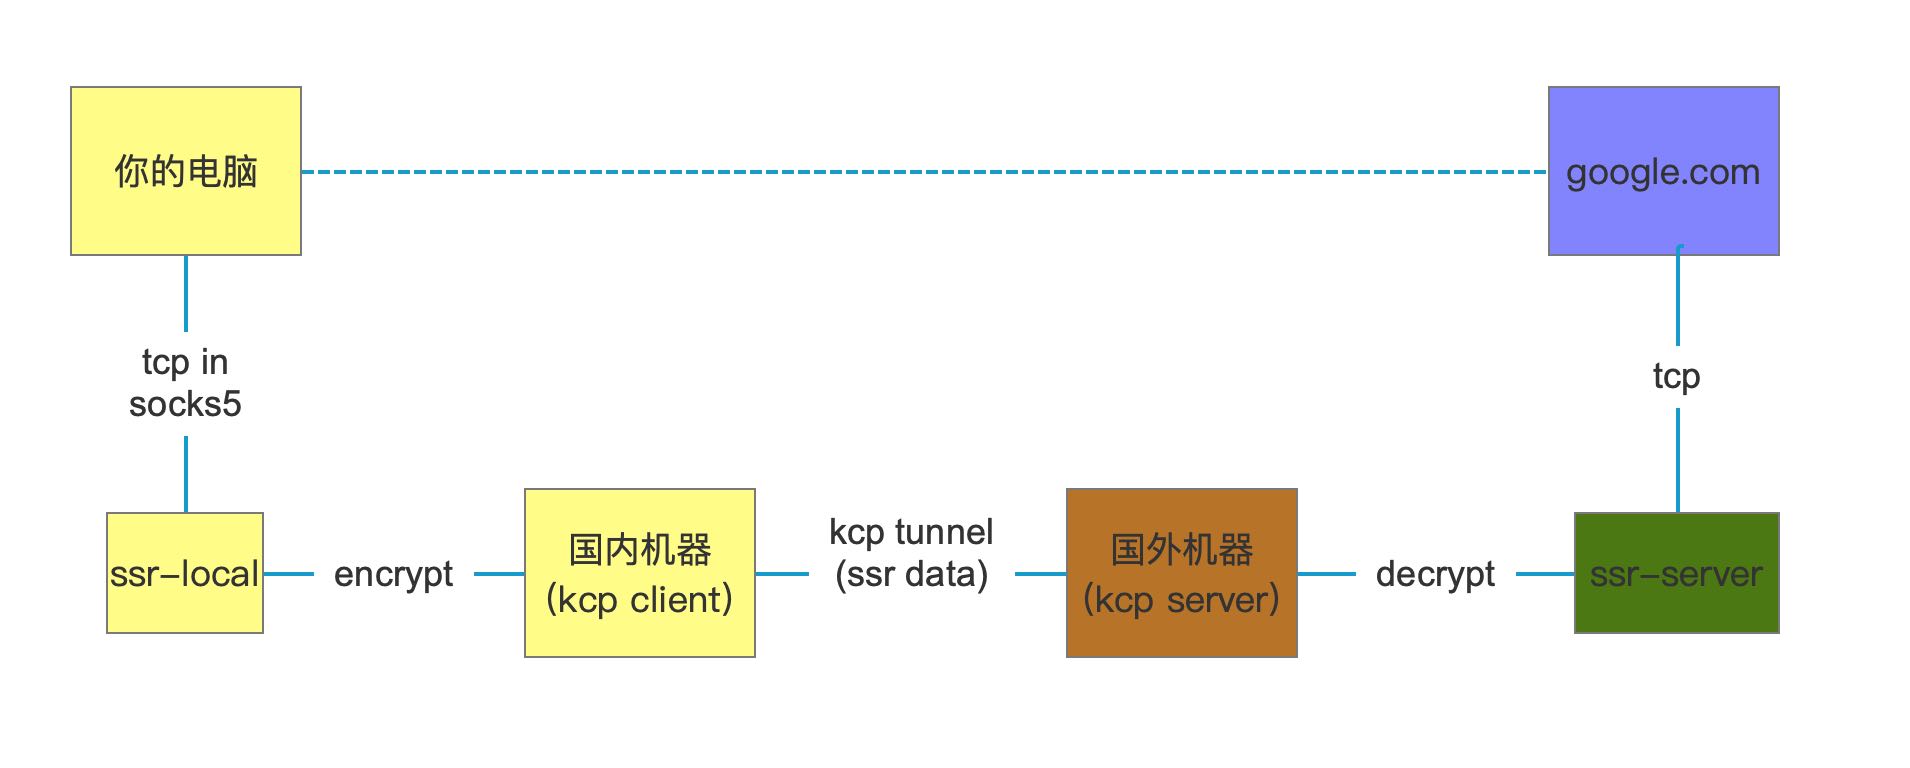 你的电脑
google.com
tcp in
socks5
tcp
ssr-local
encrypt
国内机器
(kcp client)
kcp tunnel
(ssr data)
国外机器
(kcp server)
decrypt
ssr-server